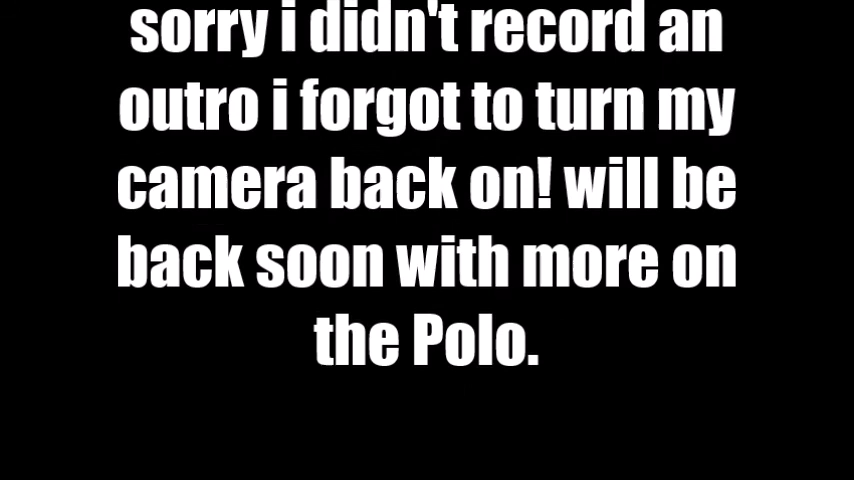 sorry i didn't record an
outro i forgot to turn my
camera back on! will be
back soon with more on
the Polo.